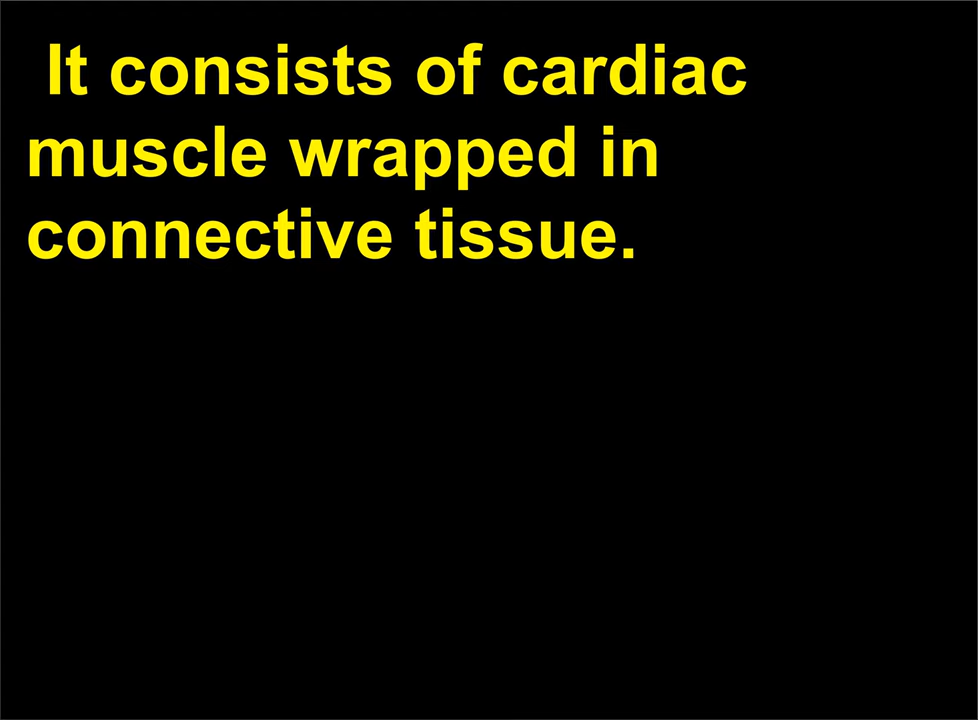 It consists of cardiac
muscle wrapped in
connective tissue.